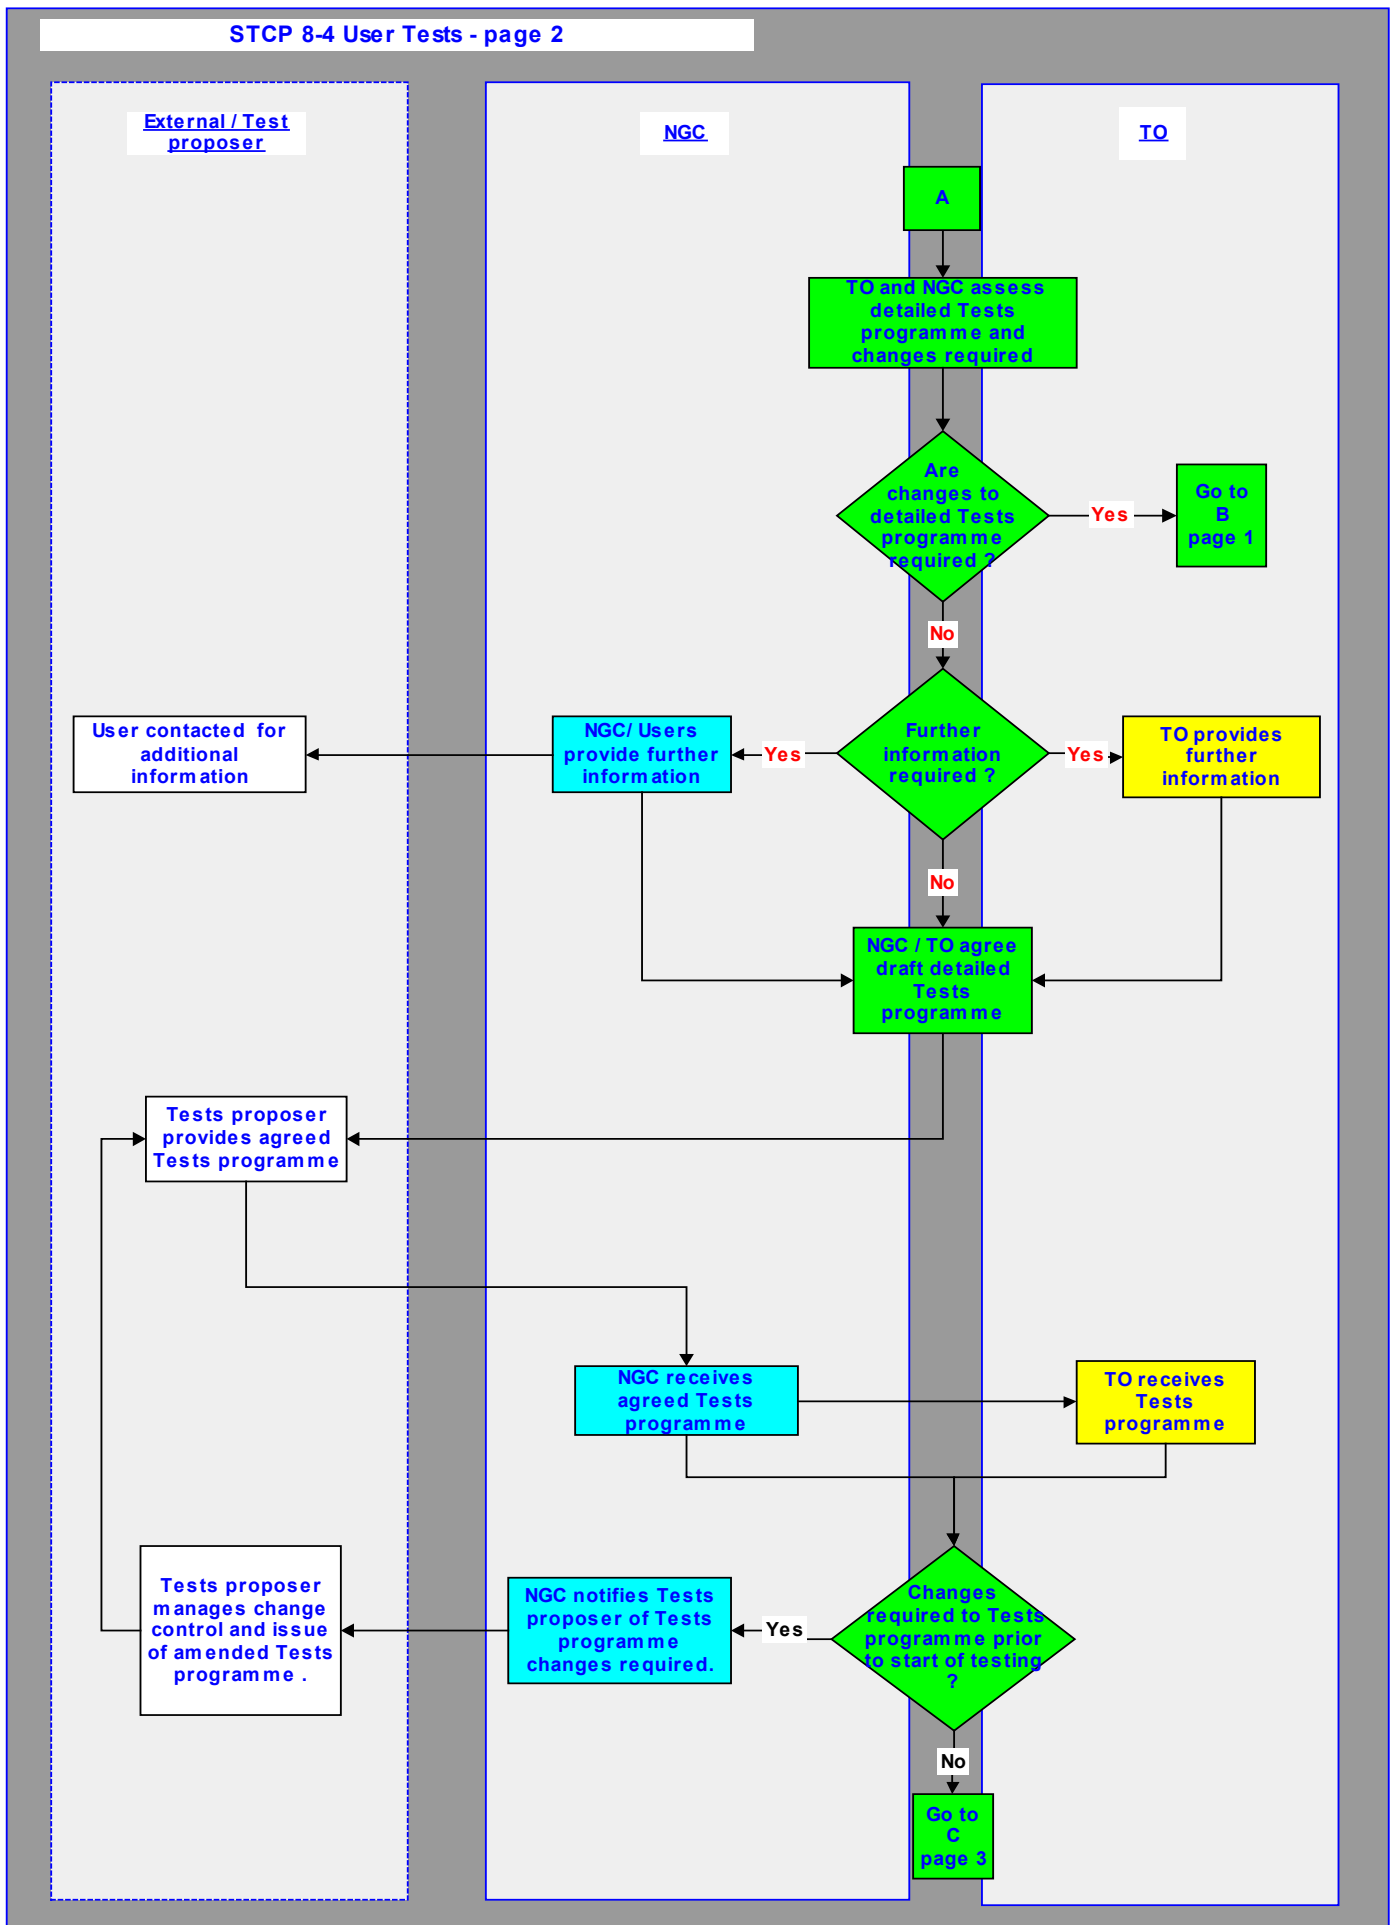 STCP 8-4 User Tests - page 2
External / Test
proposer
NGC
TO
A
TO and NGC assess
detailed Tests
programme and
changes required
Are
changes to
detailed Tests
programme
required ?
Yes
Go to
B
page 1
No
User contacted for
additional
information
NGC/ Users
provide further
information
Yes
Further
information
required ?
Yes
TO provides
further
information
No
NGC / TO agree
draft detailed
Tests
programme
Tests proposer
provides agreed
Tests programme
NGC receives
agreed Tests
programme
TO receives
Tests
programme
Tests proposer
manages change
control and issue
of amended Tests
programme .
NGC notifies Tests
proposer of Tests
programme
changes required.
Yes
Changes
required to Tests
programme prior
to start of testing
?
No
Go to
C
page 3